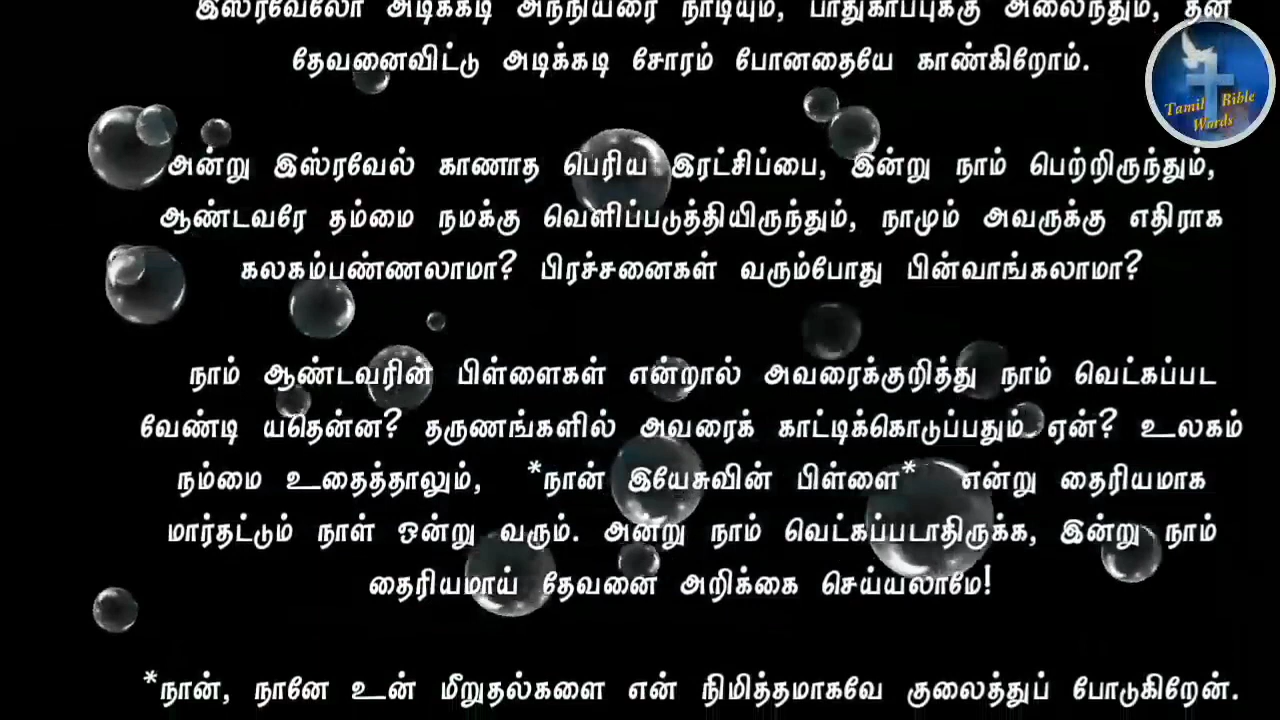 இஸ்ரவேலோ அடிக்கடி அந்நியரை நாடியும், பாதுகாப்புக்கு அலைந்தும், தன்
தேவனைவிட்டு அடிக்கடி சோரம் போனதையே காண்கிறோம்.
Tamil Bible
Words
அன்று இஸ்ரவேல் காணாத பெரிய இரட்சிப்பை, இன்று நாம் பெற்றிருந்தும்,
ஆண்டவரே தம்மை நமக்கு வெளிப்படுத்தியிருந்தும், நாமும் அவருக்கு எதிராக
கலகம்பண்ணலாமா? பிரச்சனைகள் வரும்போது பின்வாங்கலாமா?
நாம் ஆண்டவரின் பிள்ளைகள் என்றால் அவரைக்குறித்து நாம் வெட்கப்பட
வேண்டி யதென்ன? தருணங்களில் அவரைக் காட்டிக்கொடுப்பதும் ஏன்? உலகம்
நம்மை உதைத்தாலும், *நான் இயேசுவின் பிள்ளை* என்று தைரியமாக
மார்தட்டும் நாள் ஒன்று வரும். அன்று நாம் வெட்கப்படாதிருக்க, இன்று நாம்
தைரியமாய் தேவனை அறிக்கை செய்யலாமே!
*நான், நானே உன் மீறுதல்களை என் நிமித்தமாகவே குலைத்துப் போடுகிறேன்.